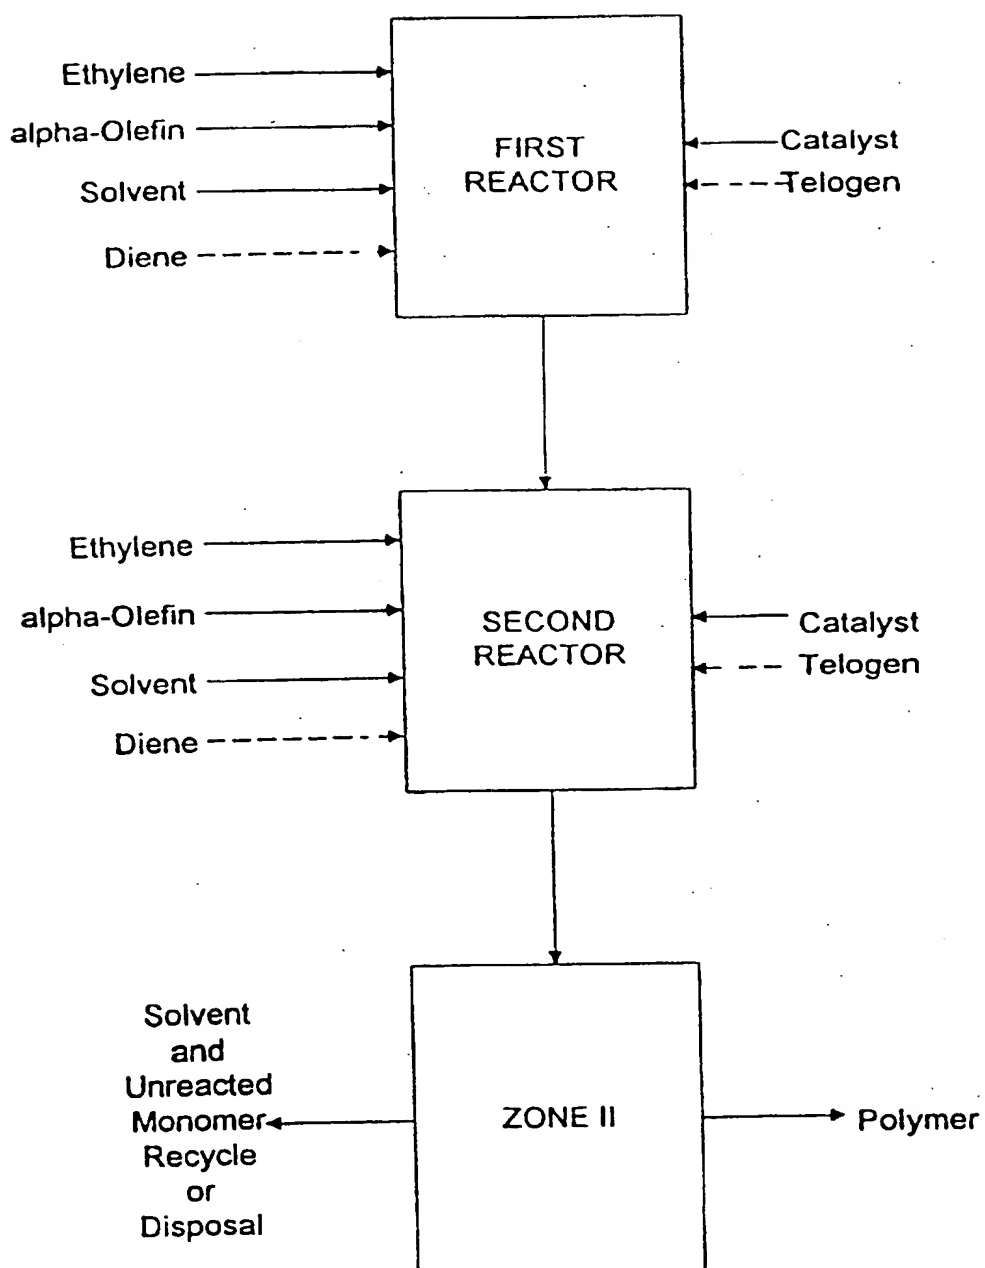 Ethylene
alpha-Olefin
Solvent
Diene
FIRST
REACTOR
Catalyst
Telogen
Ethylene
alpha-Olefin
Solvent
Diene
SECOND
REACTOR
Catalyst
Telogen
Solvent
and
Unreacted
Monomer
Recycle
or
Disposal
ZONE II
Polymer